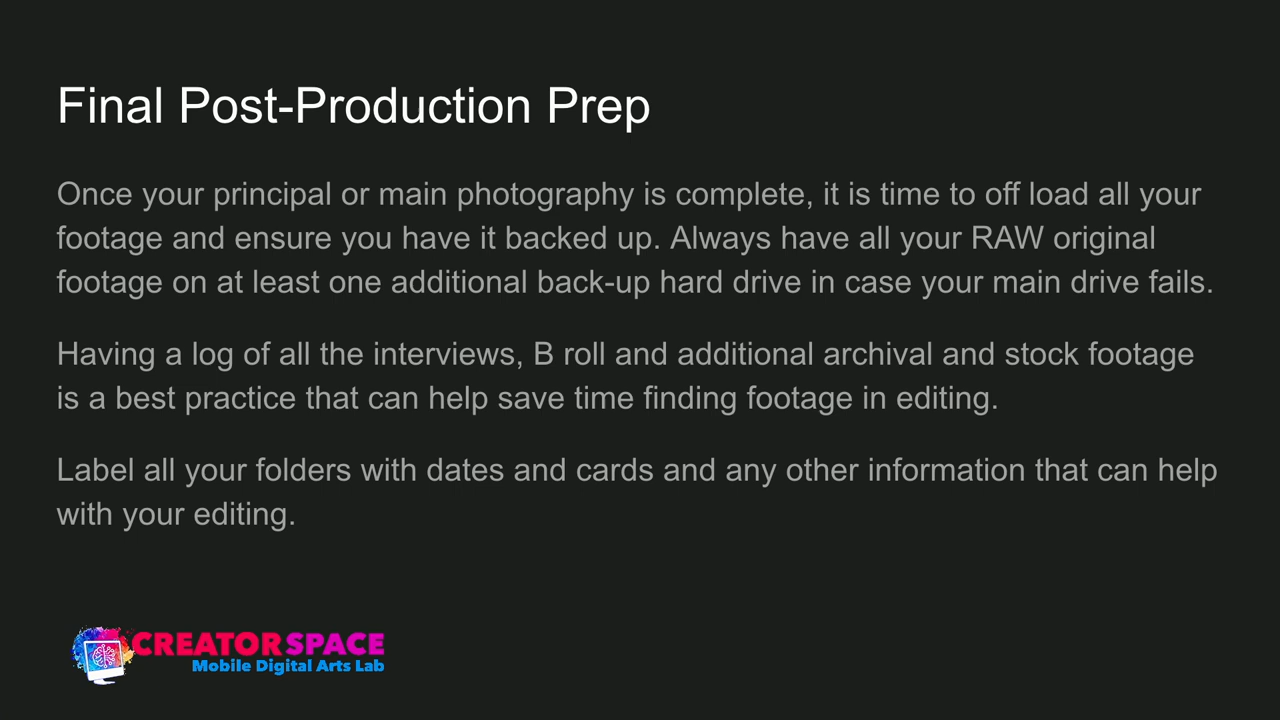 Final Post-Production Prep
Once your principal or main photography is complete, it is time to off load all your
footage and ensure you have it backed up. Always have all your RAW original
footage on at least one additional back-up hard drive in case your main drive fails.
Having a log of all the interviews, B roll and additional archival and stock footage
is a best practice that can help save time finding footage in editing.
Label all your folders with dates and cards and any other information that can help
with your editing.
CREATORSPACE
Mobile Digital Arts Lab